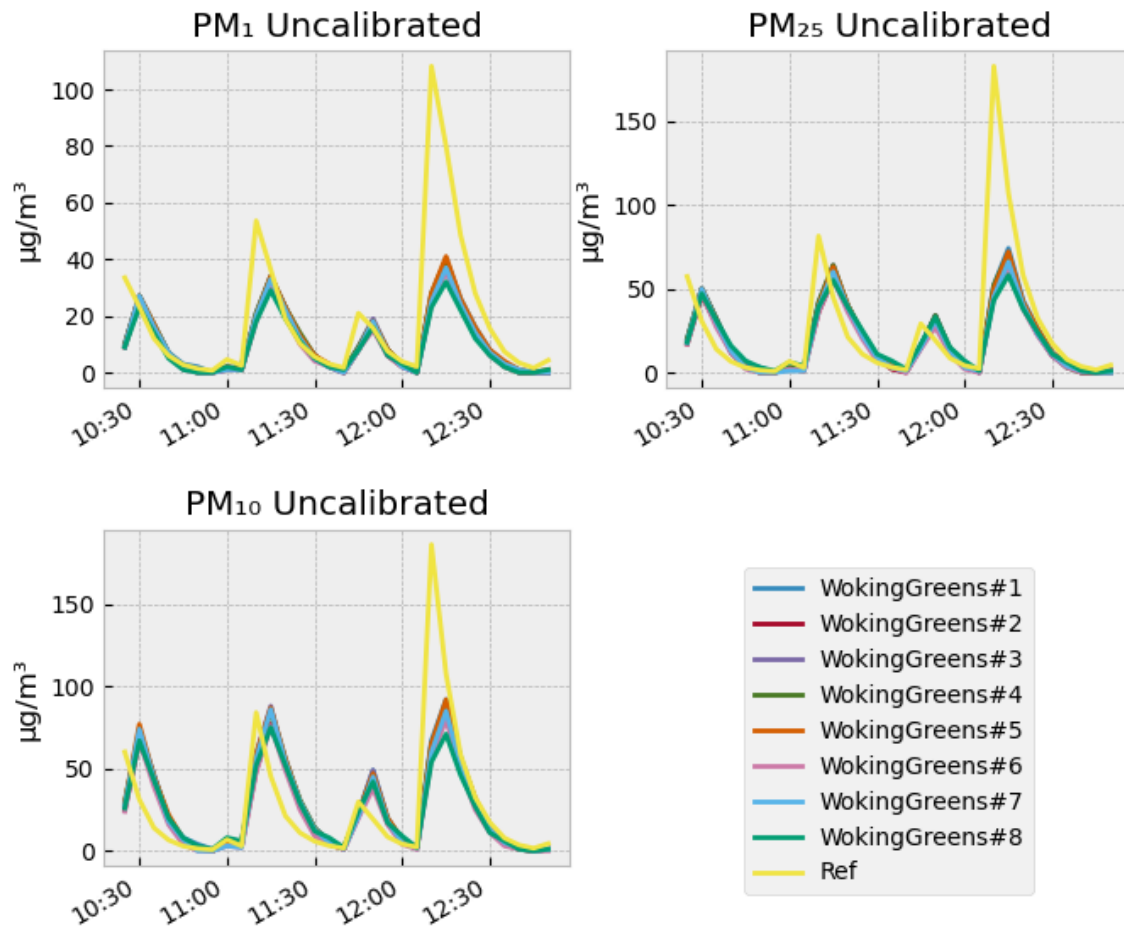 PM₁ Uncalibrated
µg/m³
100
80
60
40
20
0
10:30
11:00
11:30
12:00
12:30
PM₂₅ Uncalibrated
µg/m³
150
100
50
0
10:30
11:00
11:30
12:00
12:30
PM₁₀ Uncalibrated
µg/m³
150
100
50
0
10:30
11:00
11:30
12:00
12:30
WokingGreens#1
WokingGreens#2
WokingGreens#3
WokingGreens#4
WokingGreens#5
WokingGreens#6
WokingGreens#7
WokingGreens#8
Ref